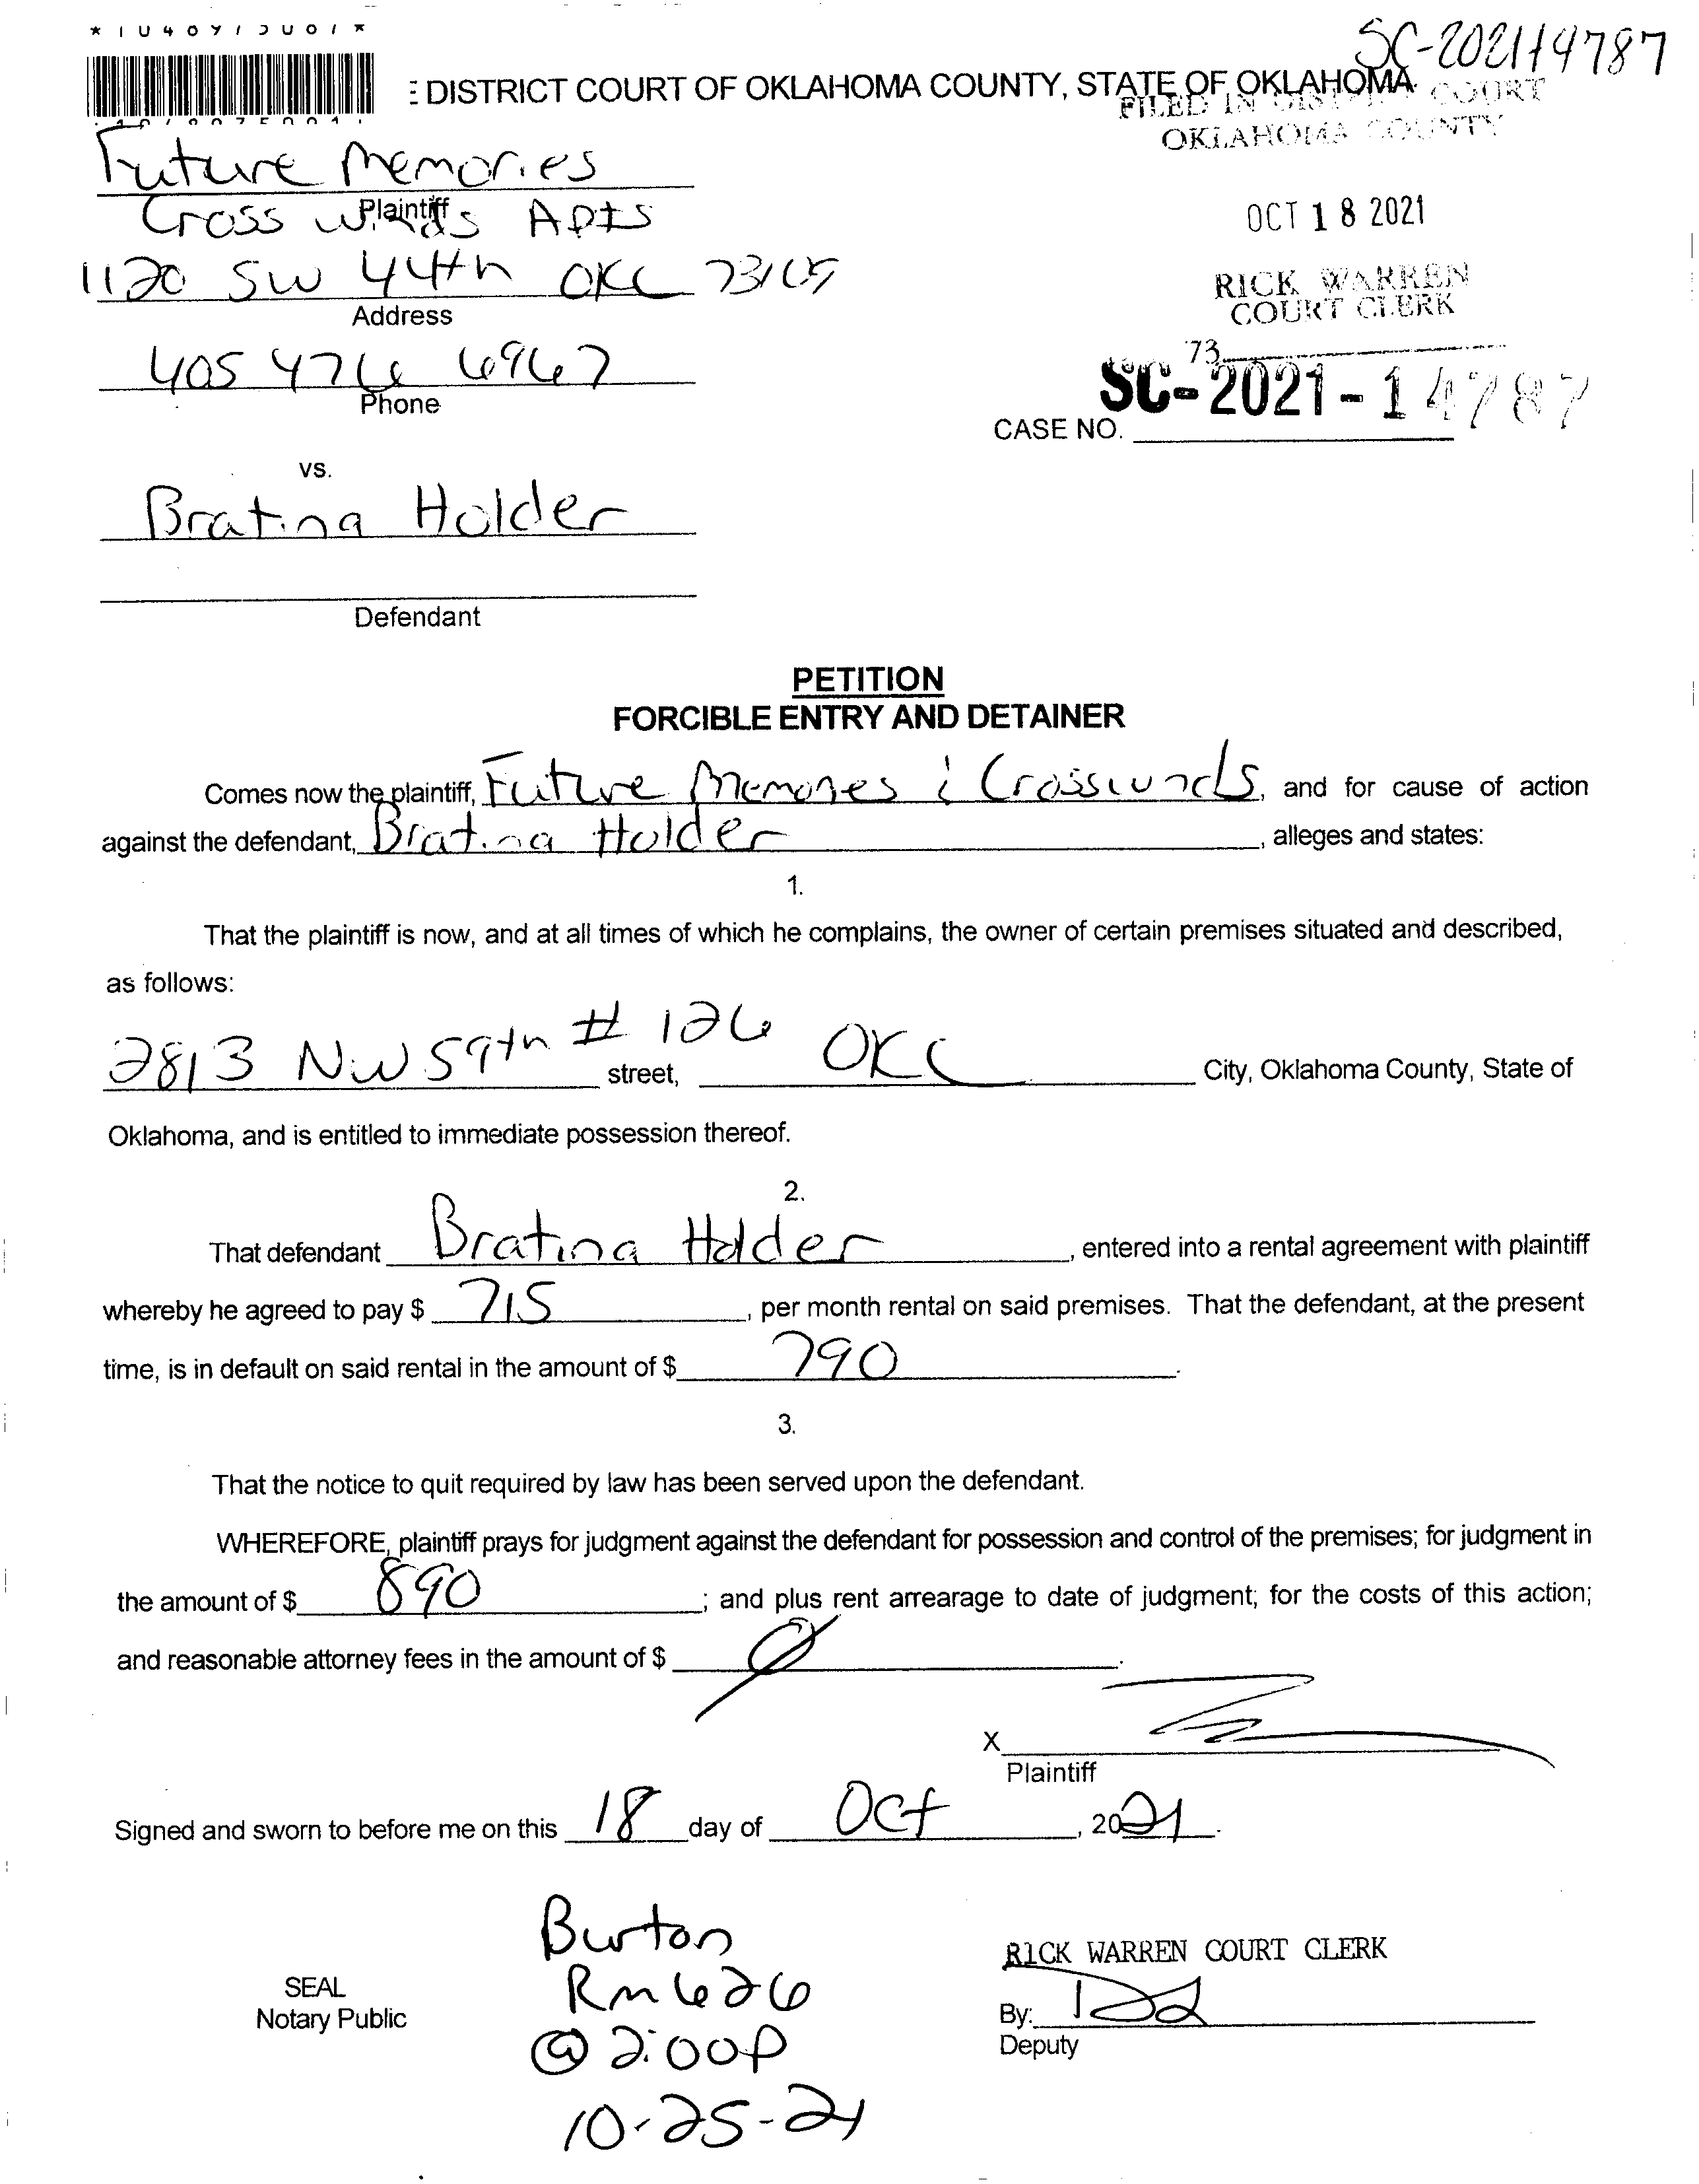 SC-202114787
DISTRICT COURT OF OKLAHOMA COUNTY, STATE OF OKLAHOMA
FILED IN DISTRICT COURT
OKLAHOMA COUNTY
Future Memories
Plaintiff
Cross winds Apts
OCT 18 2021
1120 SW 44th OKC 73109
Address
RICK WARREN
COURT CLERK
405 476 6967
Phone
73
SC-2021-14787
CASE NO.
vs.
Bratina Holder
Defendant
PETITION
FORCIBLE ENTRY AND DETAINER
Comes now the plaintiff, Future Memories & Crosswinds, and for cause of action
against the defendant, Bratina Holder, alleges and states:
1.
That the plaintiff is now, and at all times of which he complains, the owner of certain premises situated and described,
as follows:
2813 NW 59th # 126 street, OKC City, Oklahoma County, State of
Oklahoma, and is entitled to immediate possession thereof.
2.
That defendant Bratina Holder, entered into a rental agreement with plaintiff
whereby he agreed to pay $ 715, per month rental on said premises. That the defendant, at the present
time, is in default on said rental in the amount of $ 790.
3.
That the notice to quit required by law has been served upon the defendant.
WHEREFORE, plaintiff prays for judgment against the defendant for possession and control of the premises; for judgment in
the amount of $ 890; and plus rent arrearage to date of judgment; for the costs of this action;
and reasonable attorney fees in the amount of $ Ø.
X
Plaintiff
Signed and sworn to before me on this 18 day of Oct, 2021.
Burton
Rm 626
@ 2:00p
10-25-21
SEAL
Notary Public
RICK WARREN COURT CLERK
By:
Deputy